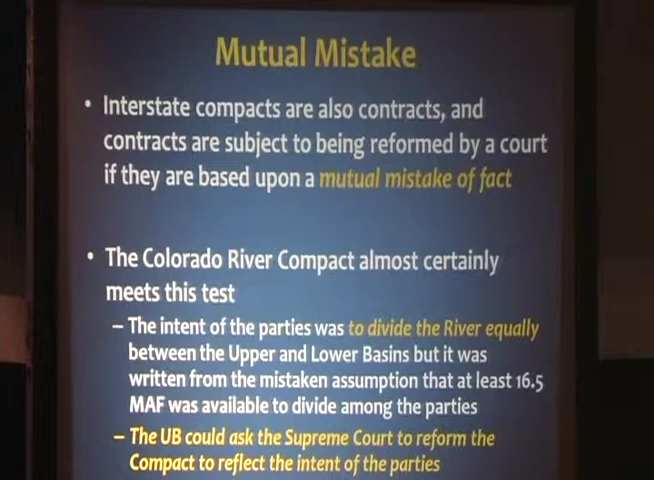 Mutual Mistake
• Interstate compacts are also contracts, and
contracts are subject to being reformed by a court
if they are based upon a mutual mistake of fact
• The Colorado River Compact almost certainly
meets this test
– The intent of the parties was to divide the River equally
between the Upper and Lower Basins but it was
written from the mistaken assumption that at least 16.5
MAF was available to divide among the parties
– The UB could ask the Supreme Court to reform the
Compact to reflect the intent of the parties